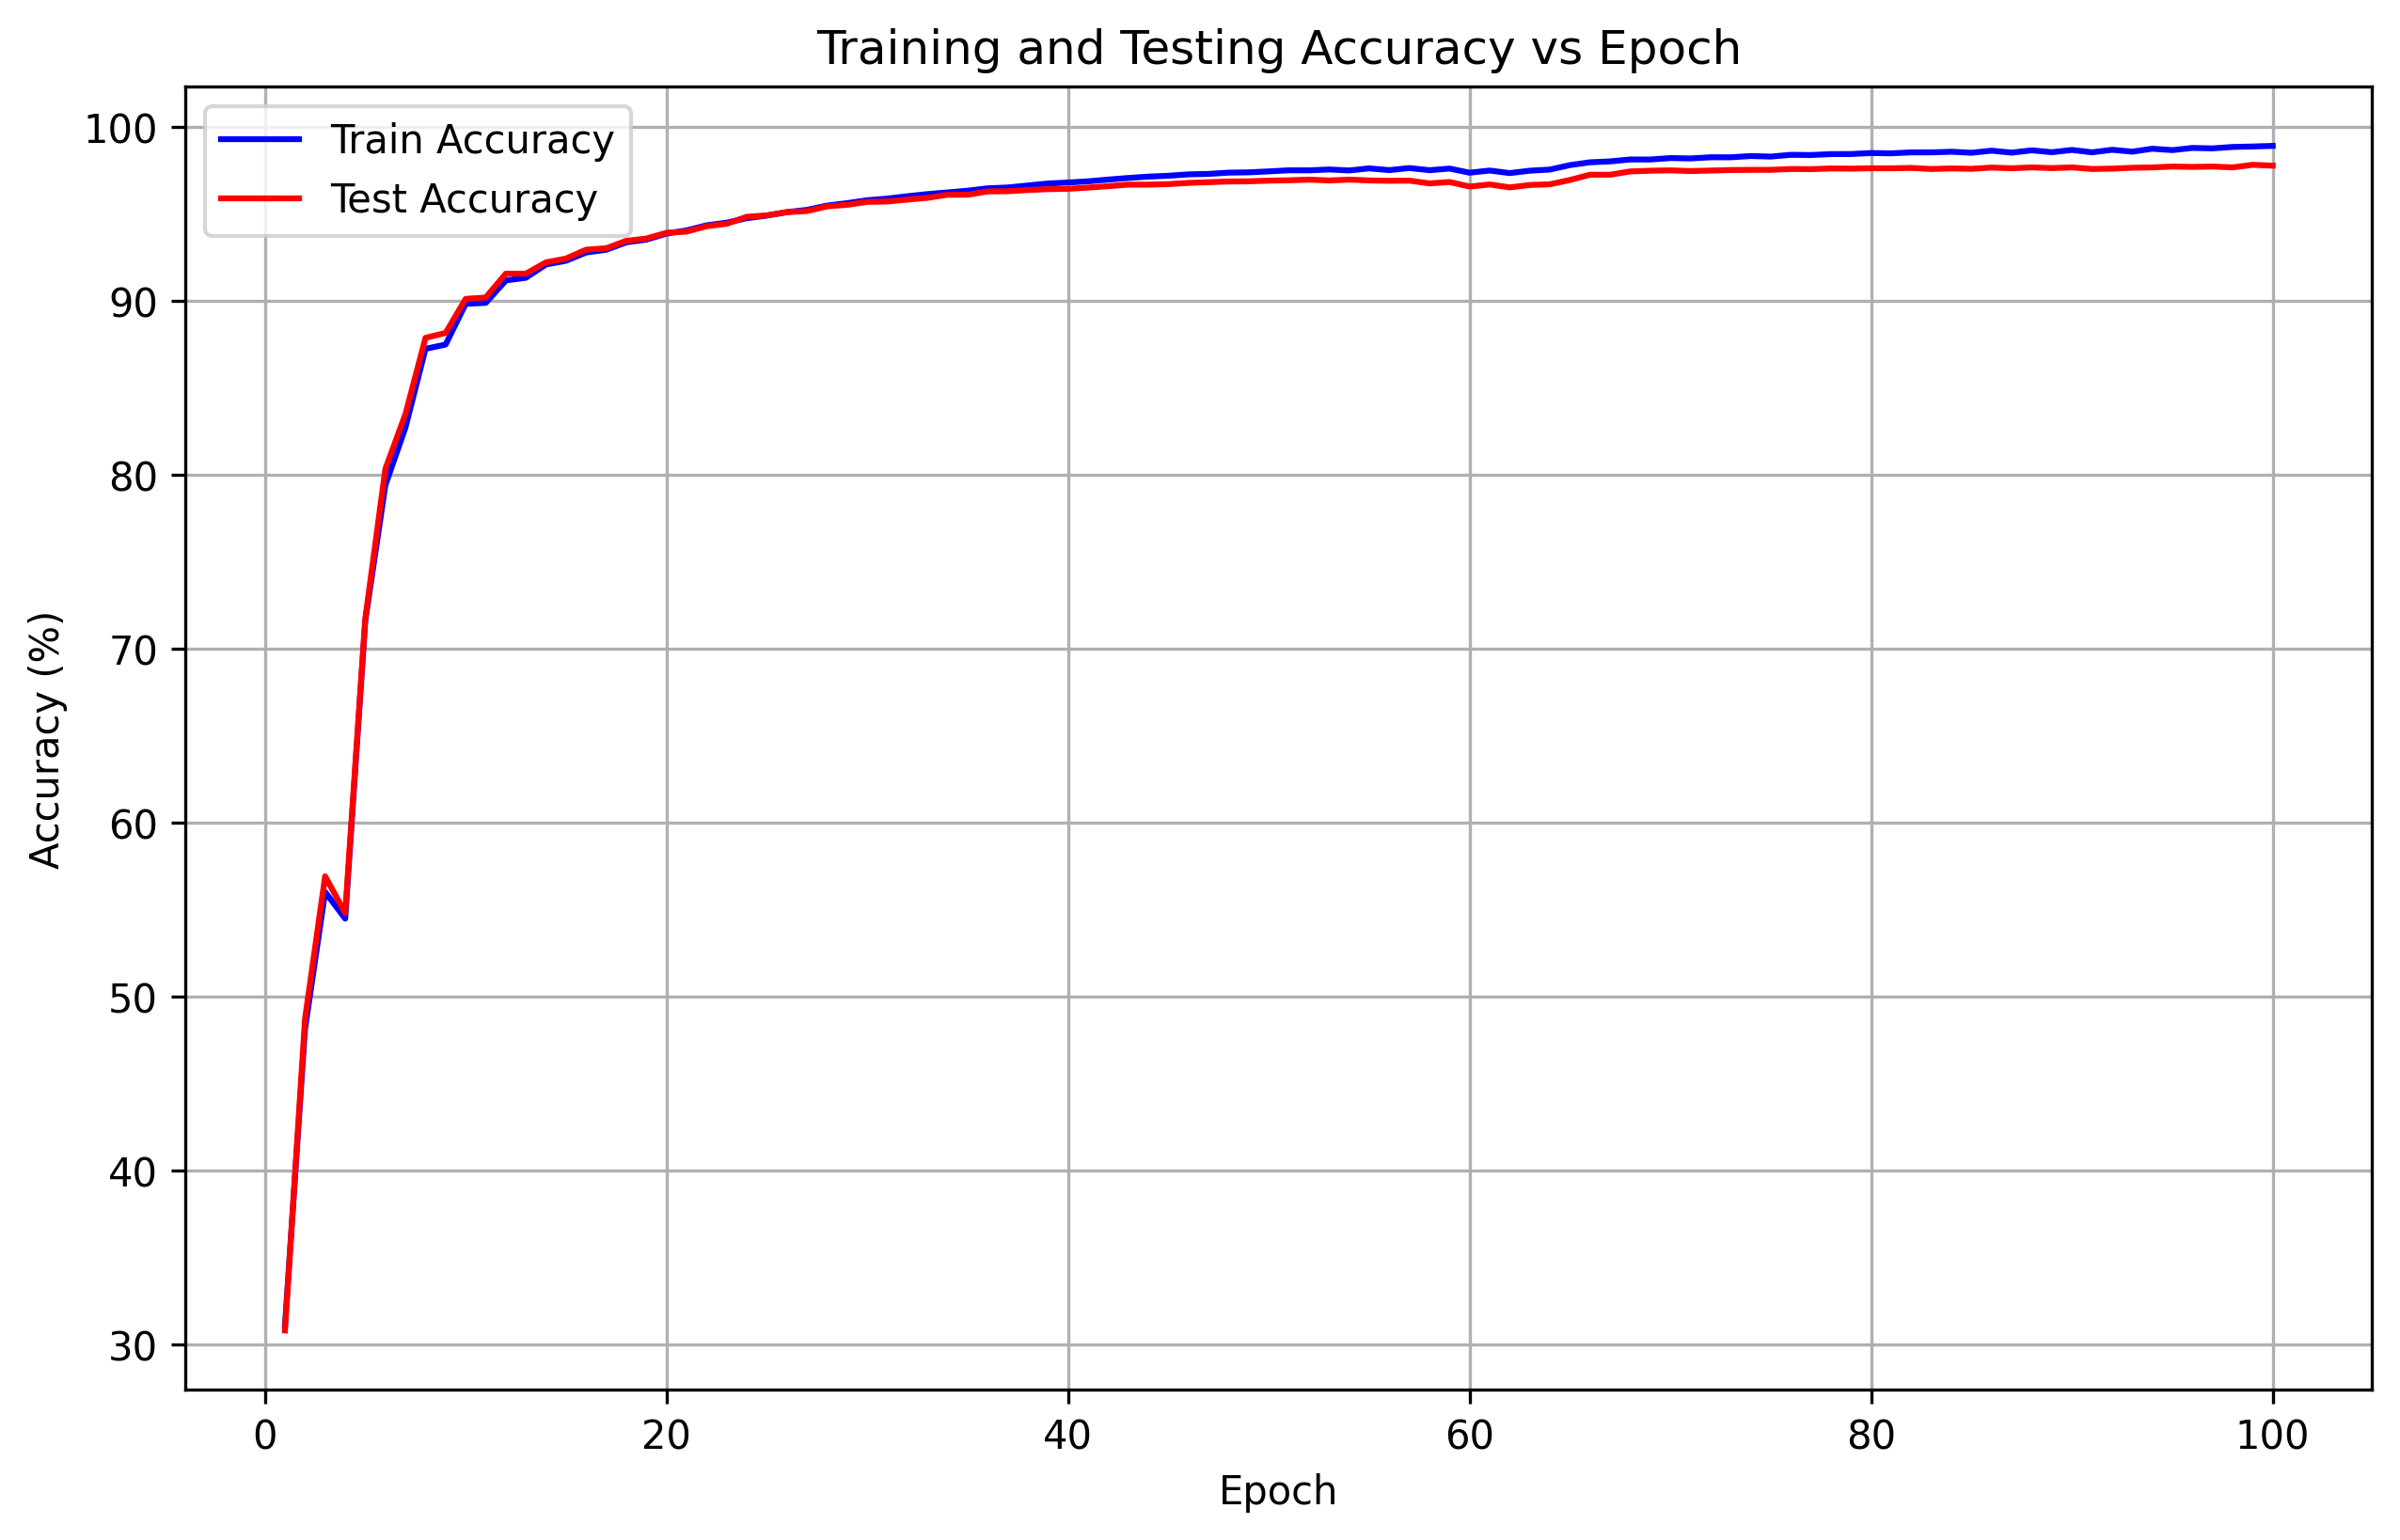 Training and Testing Accuracy vs Epoch
Train Accuracy
Test Accuracy
100
90
80
70
60
50
40
30
Accuracy (%)
0 20 40 60 80 100
Epoch